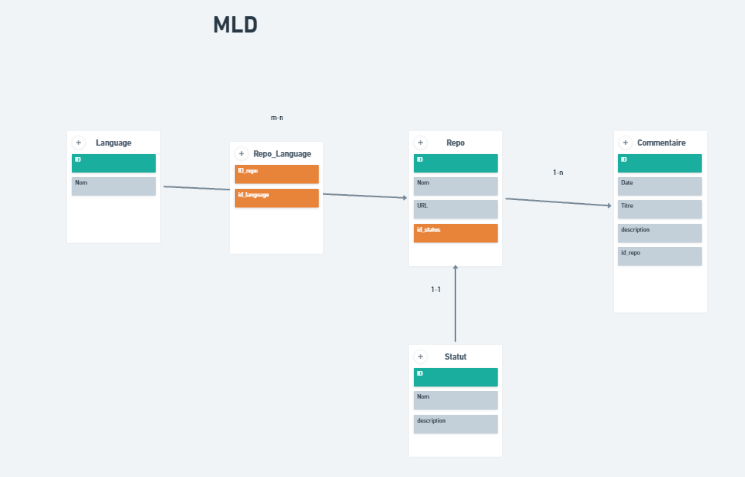 MLD
m-n
+ Language
ID
Nom
+ Repo_Language
ID_repo
id_language
+ Repo
ID
Nom
URL
id_status
1-n
+ Commentaire
ID
Date
Titre
description
id_repo
1-1
+ Statut
ID
Nom
description